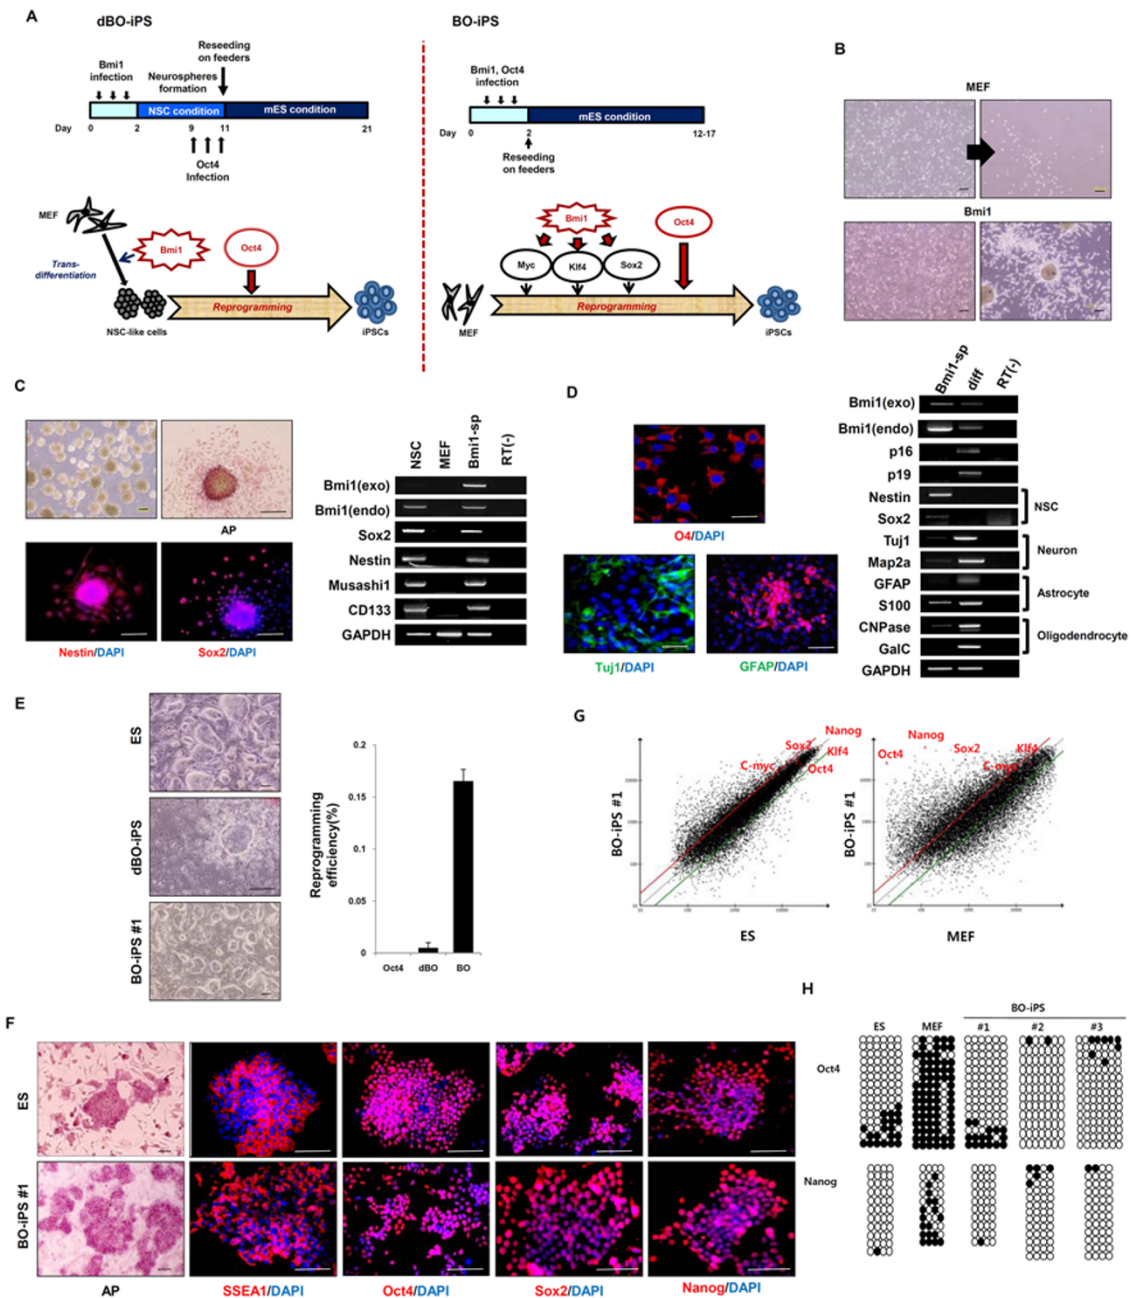 A
dBO-iPS
BO-iPS
Reseeding
on feeders
Bmi1
infection
Neurospheres
formation
NSC condition
mES condition
Day
0
2
9
11
21
Oct4
Infection
MEF
Bmi1
Oct4
Trans-
differentiation
Reprogramming
NSC-like cells
iPSCs
Bmi1, Oct4
infection
mES condition
Day
0
2
12-17
Reseeding
on feeders
Bmi1
Oct4
Myc
Klf4
Sox2
Reprogramming
MEF
iPSCs
B
MEF
Bmi1
C
AP
Nestin/DAPI
Sox2/DAPI
NSC
MEF
Bmi1-sp
RT(-)
Bmi1(exo)
Bmi1(endo)
Sox2
Nestin
Musashi1
CD133
GAPDH
D
O4/DAPI
Tuj1/DAPI
GFAP/DAPI
Bmi1-sp
diff
RT(-)
Bmi1(exo)
Bmi1(endo)
p16
p19
Nestin
Sox2
NSC
Tuj1
Map2a
Neuron
GFAP
S100
Astrocyte
CNPase
GalC
Oligodendrocyte
GAPDH
E
ES
dBO-iPS
BO-iPS #1
Reprogramming
efficiency(%)
0.2
0.15
0.1
0.05
0
Oct4
dBO
BO
G
Nanog
Sox2
Klf4
C-myc
Oct4
BO-iPS #1
ES
Nanog
Oct4
Sox2
Klf4
C-myc
BO-iPS #1
MEF
F
ES
BO-iPS #1
AP
SSEA1/DAPI
Oct4/DAPI
Sox2/DAPI
Nanog/DAPI
H
BO-iPS
ES
MEF
#1
#2
#3
Oct4
Nanog